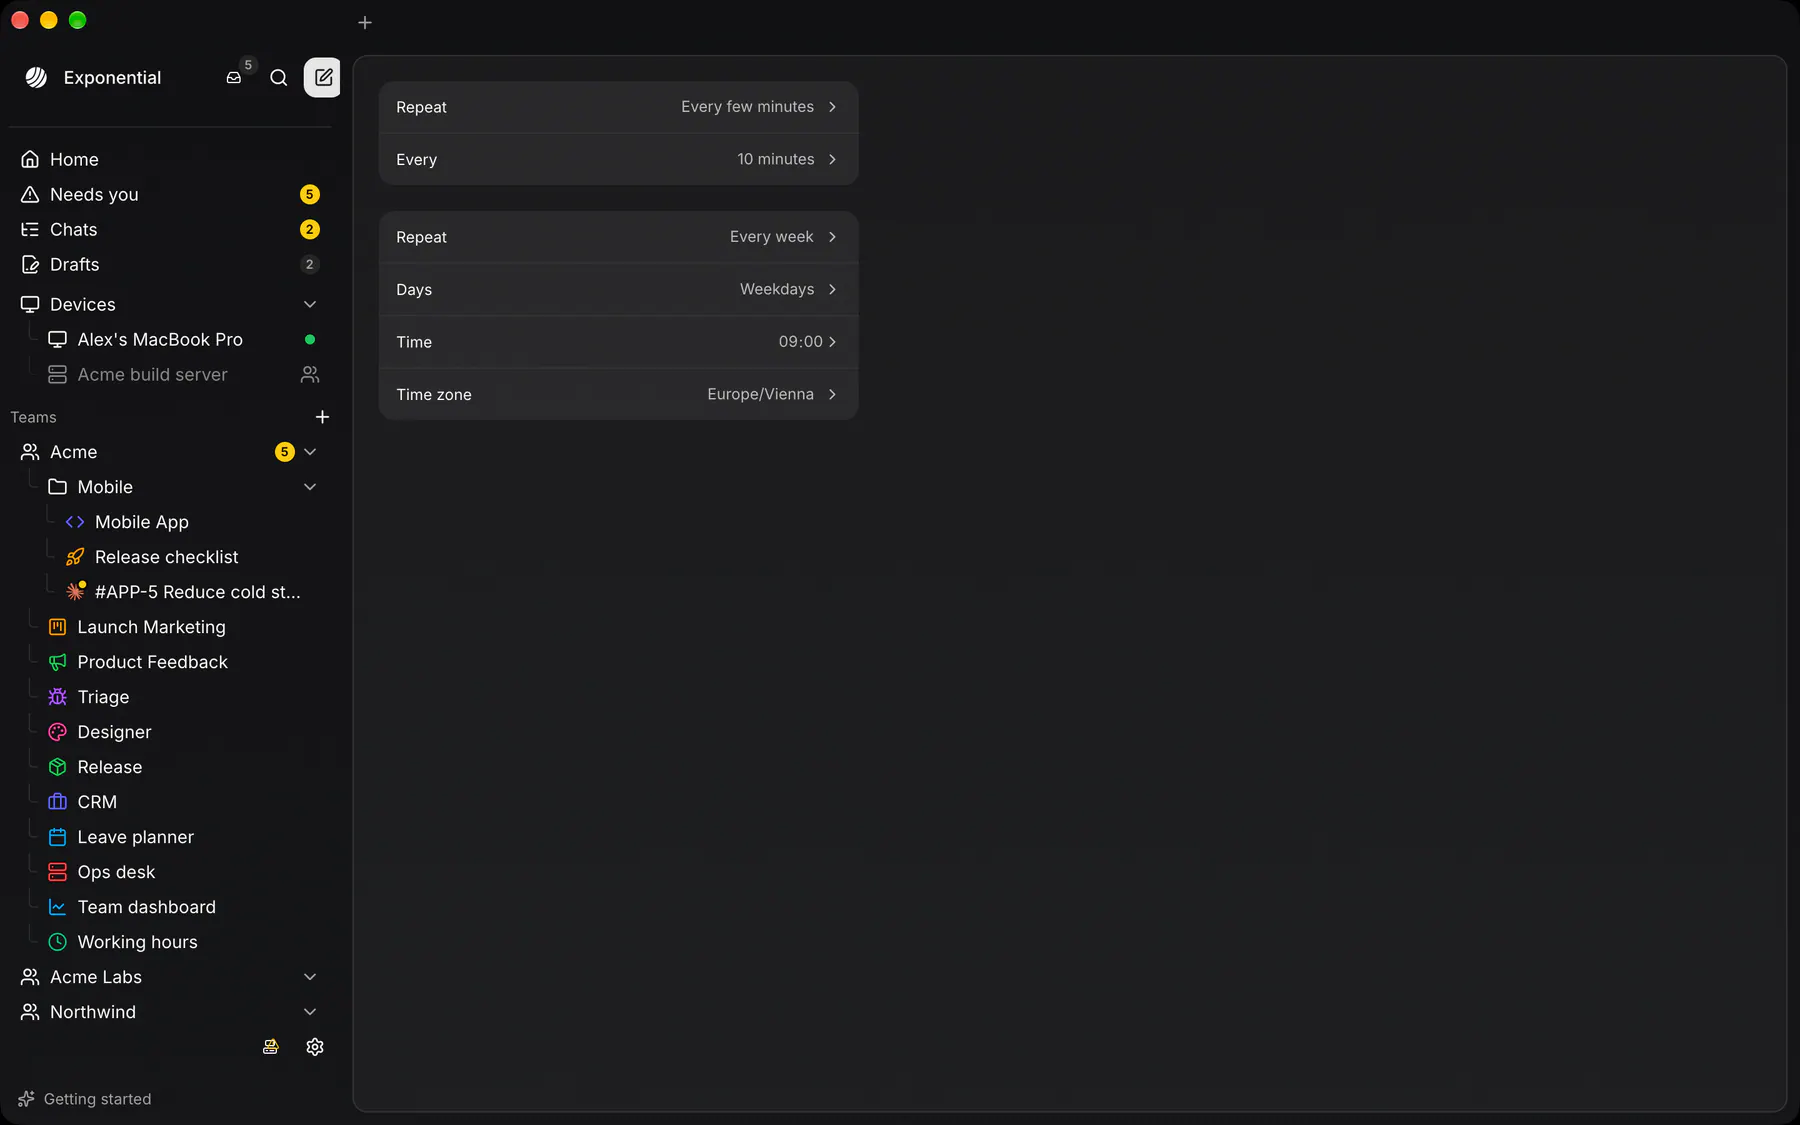 Exponential
5
Home
Needs you
5
Chats
2
Drafts
2
Devices
Alex's MacBook Pro
Acme build server
Teams
Acme
5
Mobile
Mobile App
Release checklist
#APP-5 Reduce cold st...
Launch Marketing
Product Feedback
Triage
Designer
Release
CRM
Leave planner
Ops desk
Team dashboard
Working hours
Acme Labs
Northwind
Getting started
Repeat Every few minutes
Every 10 minutes
Repeat Every week
Days Weekdays
Time 09:00
Time zone Europe/Vienna